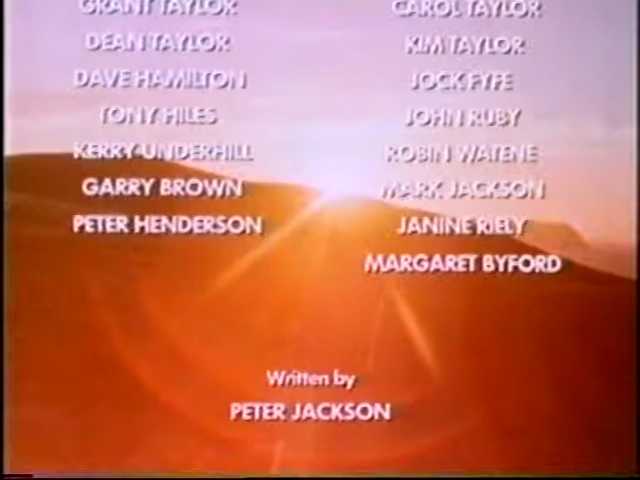 GRANT TAYLOR
CAROL TAYLOR
DEAN TAYLOR
KIM TAYLOR
DAVE HAMILTON
JOCK FYFE
TONY HILES
JOHN RUBY
KERRY UNDERHILL
ROBIN WATENE
GARRY BROWN
MARK JACKSON
PETER HENDERSON
JANINE RIELY
MARGARET BYFORD
Written by
PETER JACKSON